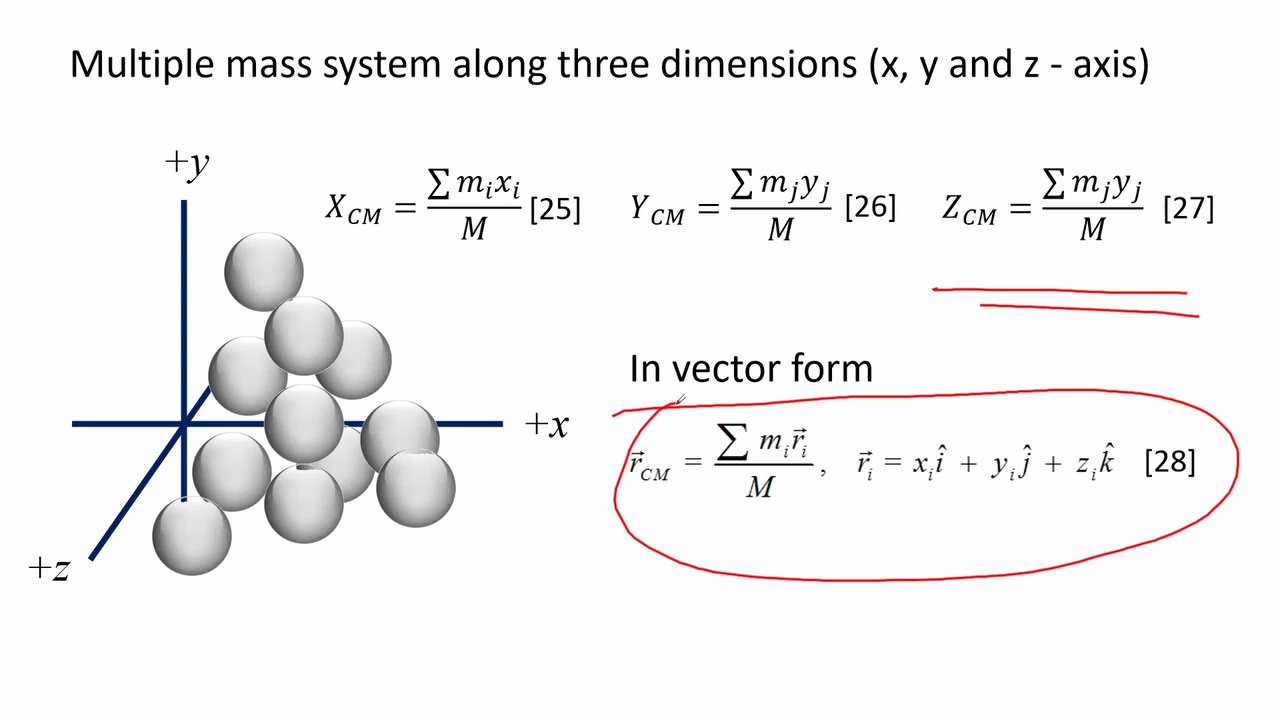 Multiple mass system along three dimensions (x, y and z - axis)
+y
X_CM = ∑ m_i x_i / M [25]
Y_CM = ∑ m_j y_j / M [26]
Z_CM = ∑ m_j y_j / M [27]
In vector form
+x
r⃗_CM = ∑ m_i r⃗_i / M , r⃗_i = x_i î + y_i ĵ + z_i k̂ [28]
+z